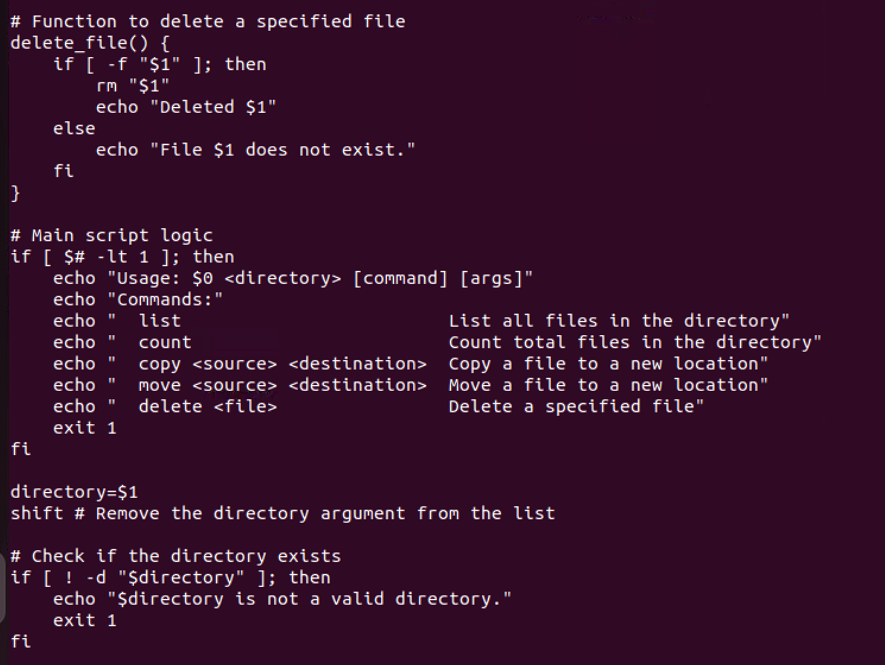 # Function to delete a specified file
delete_file() {
    if [ -f "$1" ]; then
        rm "$1"
        echo "Deleted $1"
    else
        echo "File $1 does not exist."
    fi
}

# Main script logic
if [ $# -lt 1 ]; then
    echo "Usage: $0 <directory> [command] [args]"
    echo "Commands:"
    echo "  list                         List all files in the directory"
    echo "  count                        Count total files in the directory"
    echo "  copy <source> <destination>  Copy a file to a new location"
    echo "  move <source> <destination>  Move a file to a new location"
    echo "  delete <file>                Delete a specified file"
    exit 1
fi

directory=$1
shift # Remove the directory argument from the list

# Check if the directory exists
if [ ! -d "$directory" ]; then
    echo "$directory is not a valid directory."
    exit 1
fi